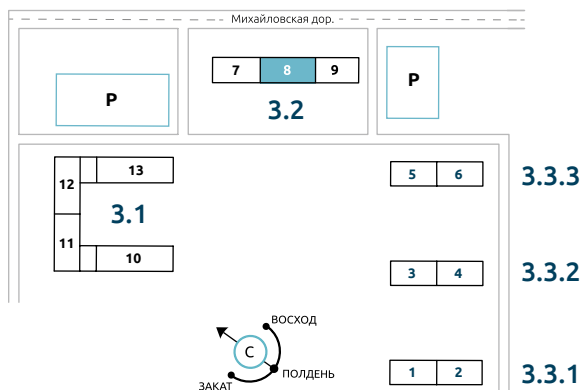 Михайловская дор.
7 8 9
P
P
3.2
13
12
5 6
3.3.3
3.1
11
10
3 4
3.3.2
ВОСХОД
С
ПОЛДЕНЬ
ЗАКАТ
1 2
3.3.1